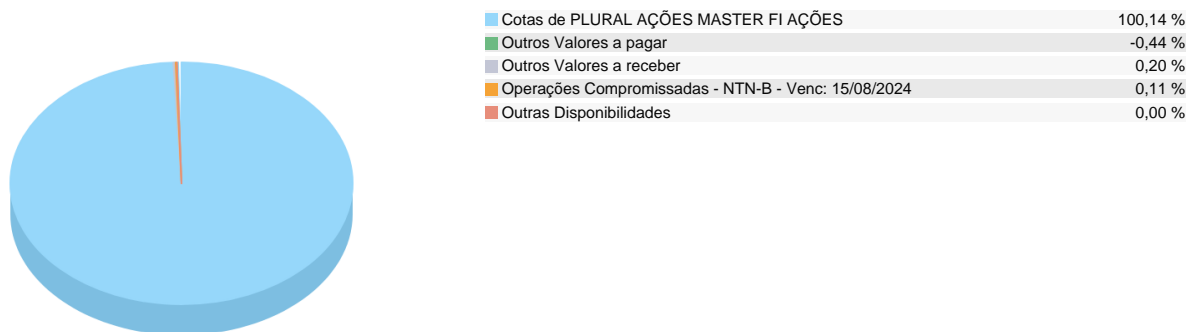 Cotas de PLURAL AÇÕES MASTER FI AÇÕES 100,14 %
Outros Valores a pagar -0,44 %
Outros Valores a receber 0,20 %
Operações Compromissadas - NTN-B - Venc: 15/08/2024 0,11 %
Outras Disponibilidades 0,00 %